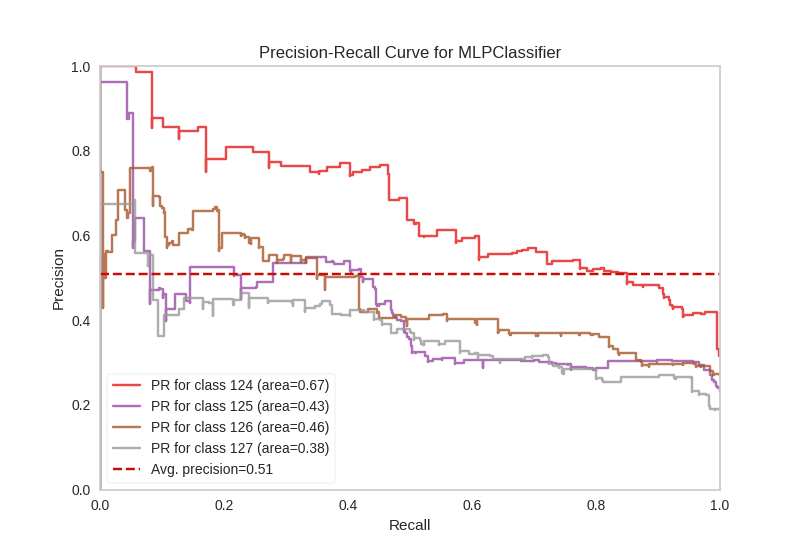 Precision-Recall Curve for MLPClassifier
1.0
0.8
0.6
0.4
0.2
0.0
Precision
PR for class 124 (area=0.67)
PR for class 125 (area=0.43)
PR for class 126 (area=0.46)
PR for class 127 (area=0.38)
Avg. precision=0.51
0.0 0.2 0.4 0.6 0.8 1.0
Recall